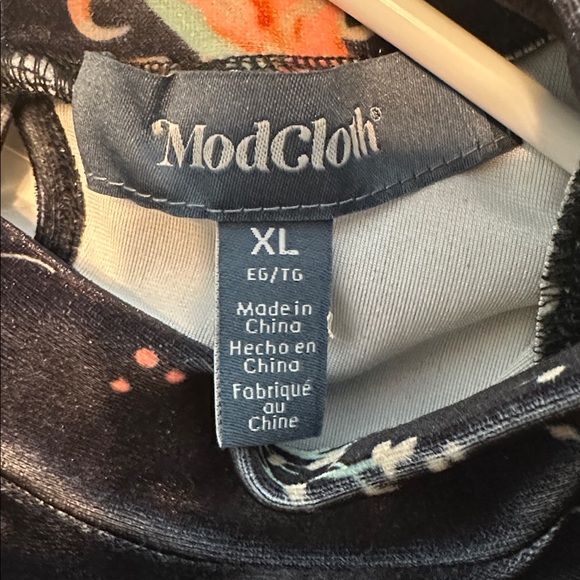 ModCloth®
XL
EG/TG
Made in
China
Hecho en
China
Fabriqué
au
Chine